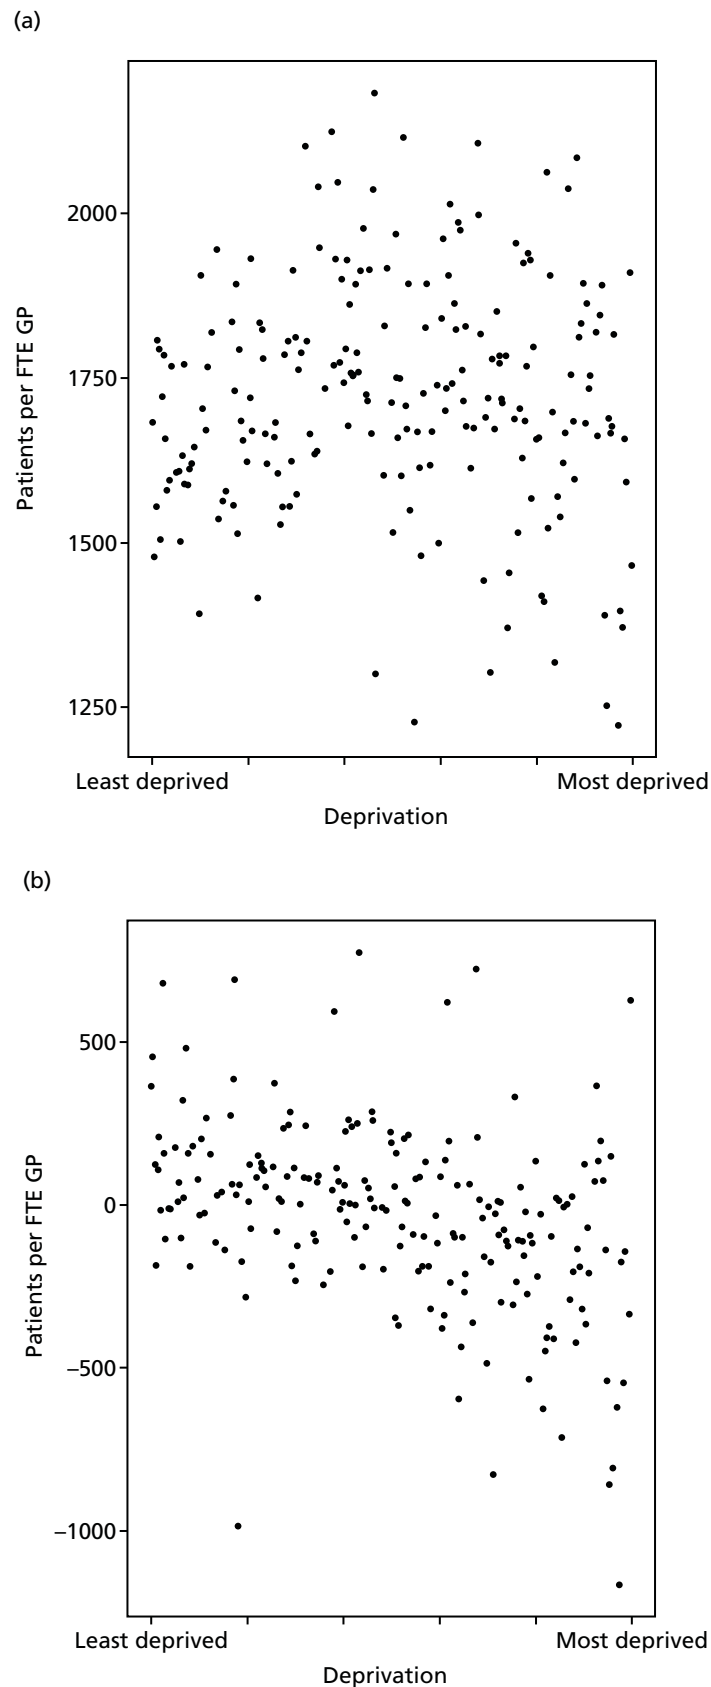 (a)
2000
1750
1500
1250
Patients per FTE GP
Least deprived
Most deprived
Deprivation
(b)
500
0
−500
−1000
Patients per FTE GP
Least deprived
Most deprived
Deprivation